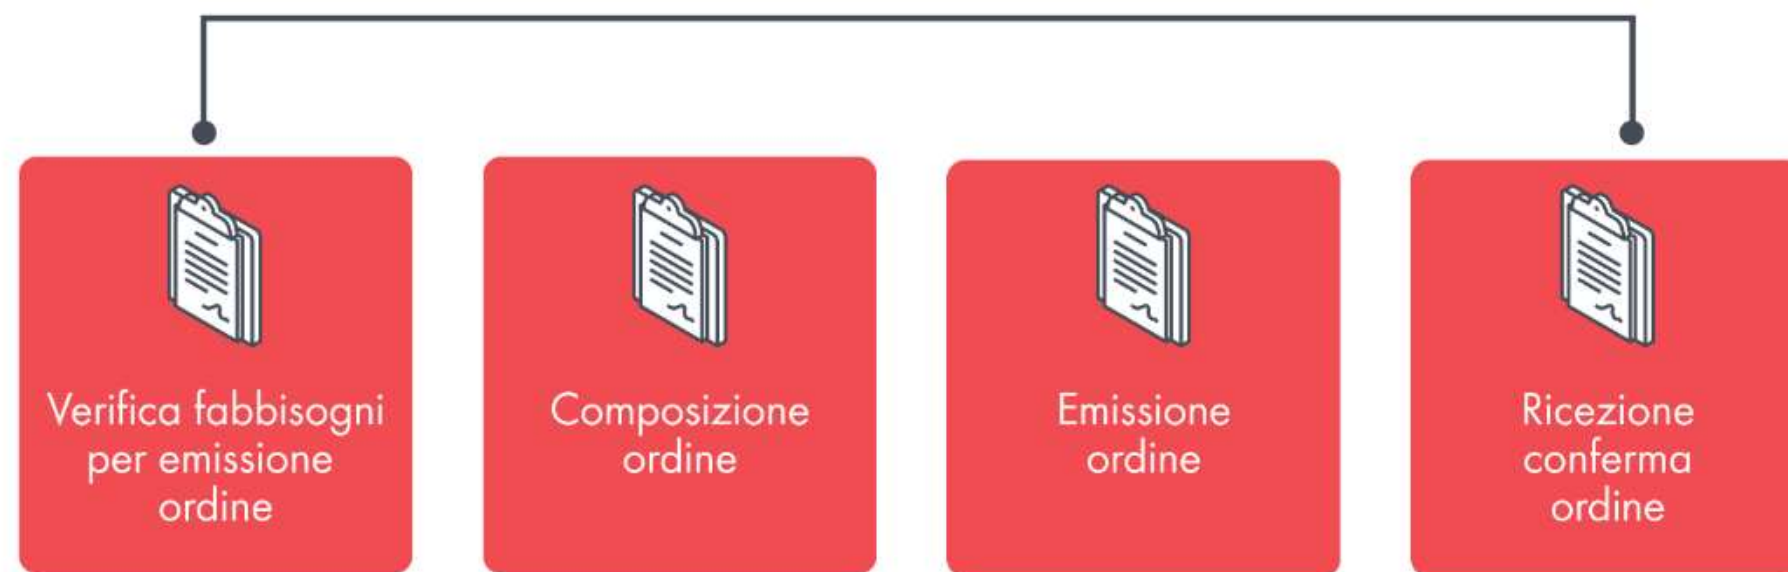 Verifica fabbisogni
per emissione
ordine
Composizione
ordine
Emissione
ordine
Ricezione
conferma
ordine